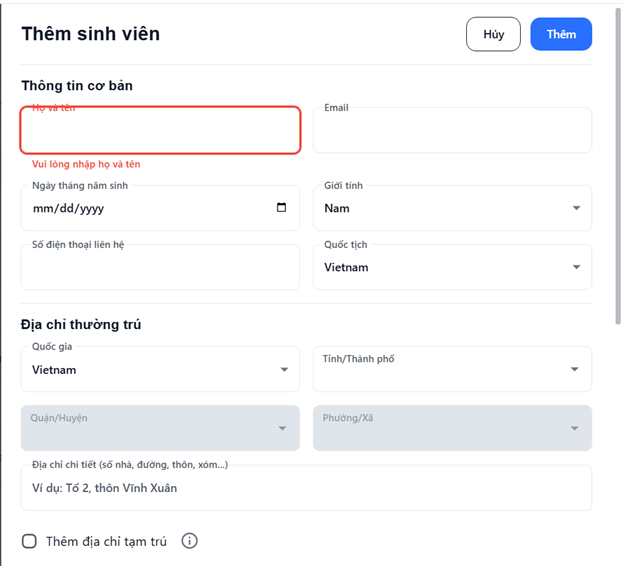 Thêm sinh viên
Hủy
Thêm
Thông tin cơ bản
Họ và tên
Email
Vui lòng nhập họ và tên
Ngày tháng năm sinh
mm/dd/yyyy
Giới tính
Nam
Số điện thoại liên hệ
Quốc tịch
Vietnam
Địa chỉ thường trú
Quốc gia
Vietnam
Tỉnh/Thành phố
Quận/Huyện
Phường/Xã
Địa chỉ chi tiết (số nhà, đường, thôn, xóm...)
Ví dụ: Tổ 2, thôn Vĩnh Xuân
Thêm địa chỉ tạm trú